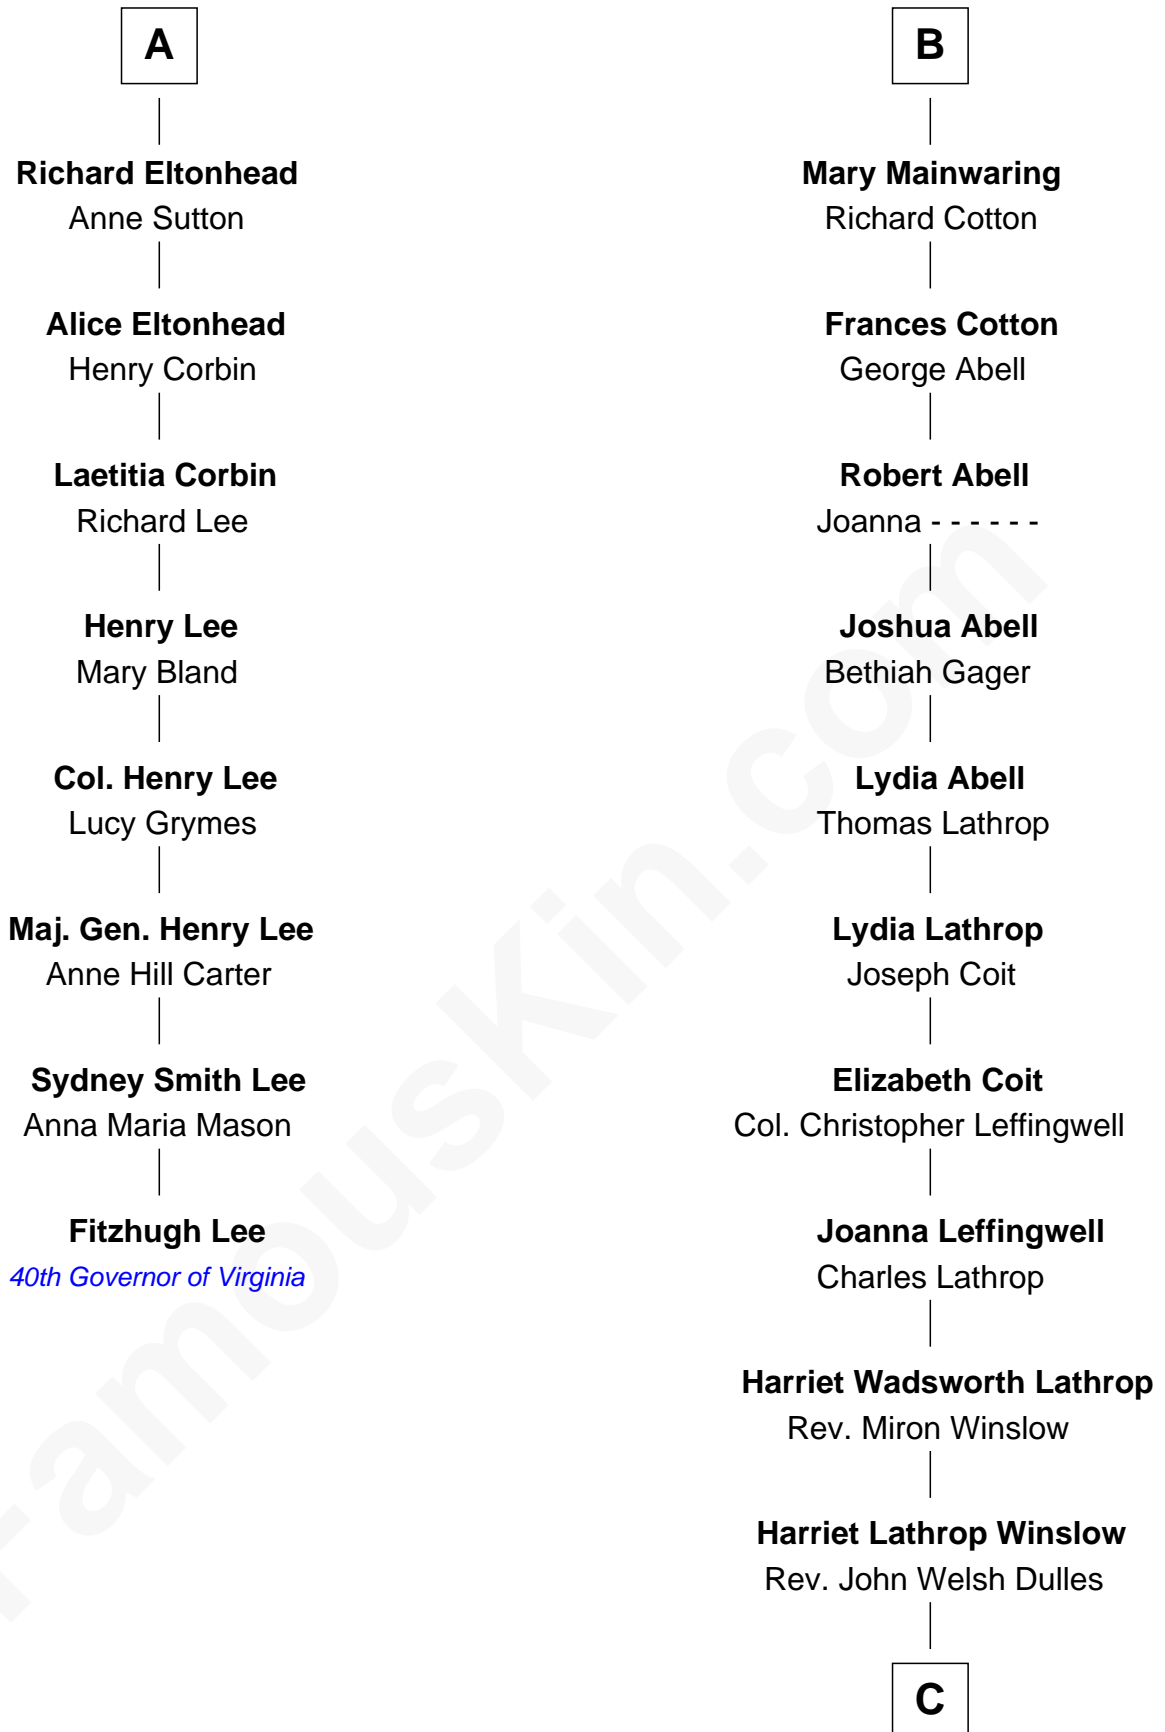 A
Richard Eltonhead
Anne Sutton
Alice Eltonhead
Henry Corbin
Laetitia Corbin
Richard Lee
Henry Lee
Mary Bland
Col. Henry Lee
Lucy Grymes
Maj. Gen. Henry Lee
Anne Hill Carter
Sydney Smith Lee
Anna Maria Mason
Fitzhugh Lee
40th Governor of Virginia
B
Mary Mainwaring
Richard Cotton
Frances Cotton
George Abell
Robert Abell
Joanna - - - - - -
Joshua Abell
Bethiah Gager
Lydia Abell
Thomas Lathrop
Lydia Lathrop
Joseph Coit
Elizabeth Coit
Col. Christopher Leffingwell
Joanna Leffingwell
Charles Lathrop
Harriet Wadsworth Lathrop
Rev. Miron Winslow
Harriet Lathrop Winslow
Rev. John Welsh Dulles
C
FamousKin.com